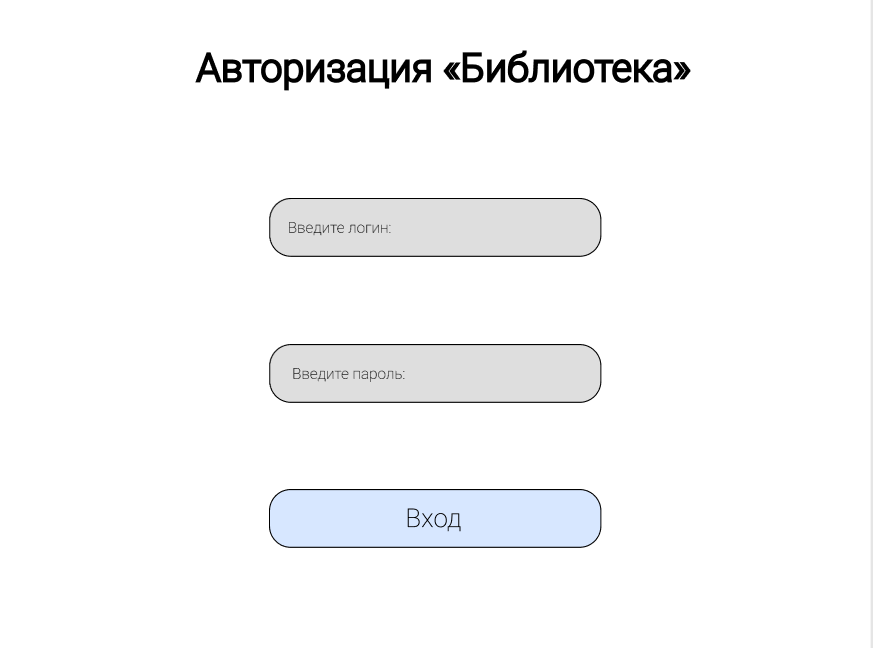 Авторизация «Библиотека»
Введите логин:
Введите пароль:
Вход